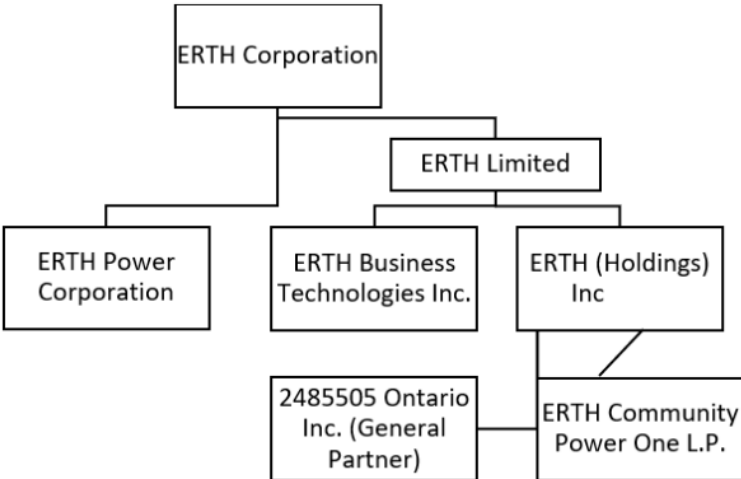 ERTH Corporation
ERTH Limited
ERTH Power
Corporation
ERTH Business
Technologies Inc.
ERTH (Holdings)
Inc
2485505 Ontario
Inc. (General
Partner)
ERTH Community
Power One L.P.